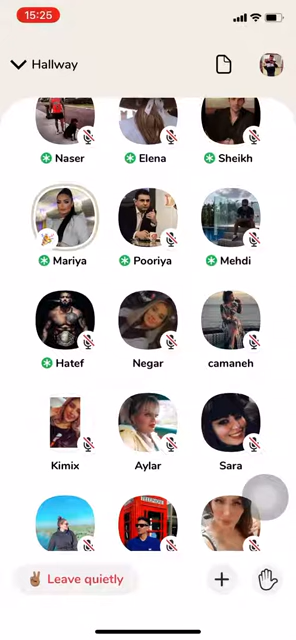 15:25
Hallway
Naser Elena Sheikh
Mariya Pooriya Mehdi
Hatef Negar camaneh
Kimix Aylar Sara
Leave quietly